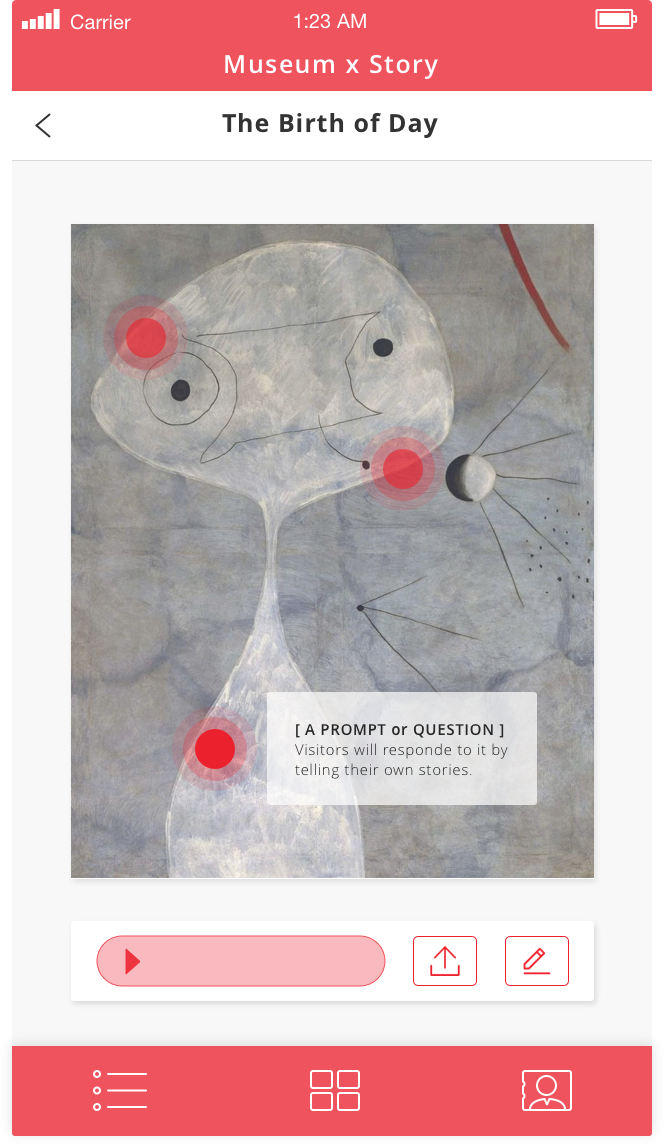 Carrier
1:23 AM
Museum x Story
The Birth of Day
[ A PROMPT or QUESTION ]
Visitors will responde to it by
telling their own stories.